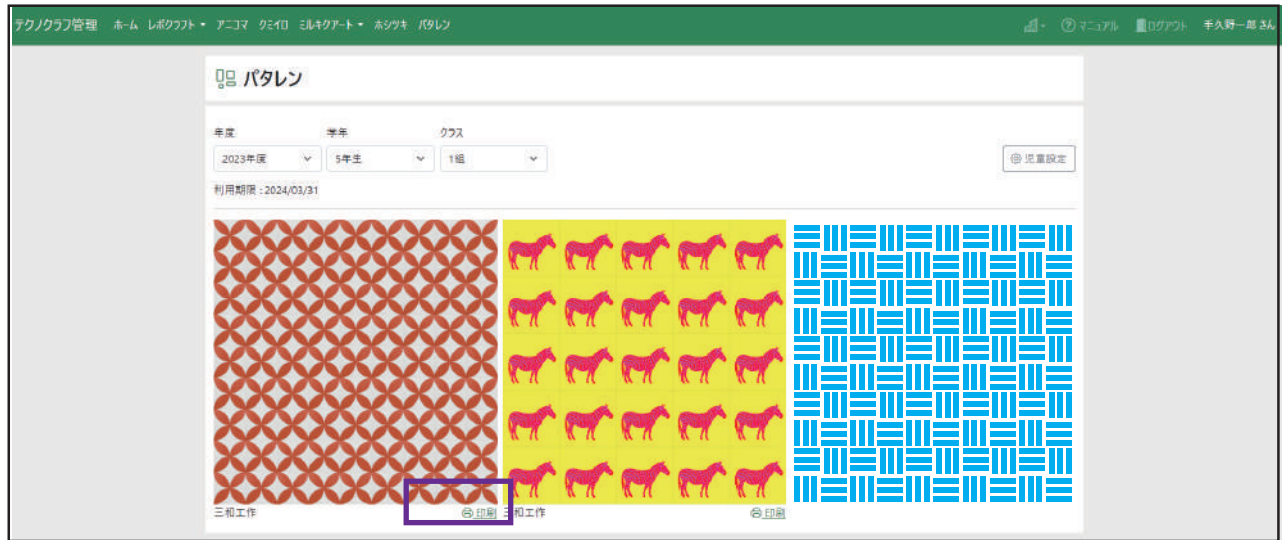 テクノクラフ管理 ホーム レポクラフト アニコマ クミイロ ミルキクアート ホシツキ パタレン マニュアル ログアウト 手久野一郎 さん
パタレン
年度 学年 クラス
2023年度 5年生 1組 児童設定
利用期限 : 2024/03/31
三和工作 印刷 三和工作 印刷